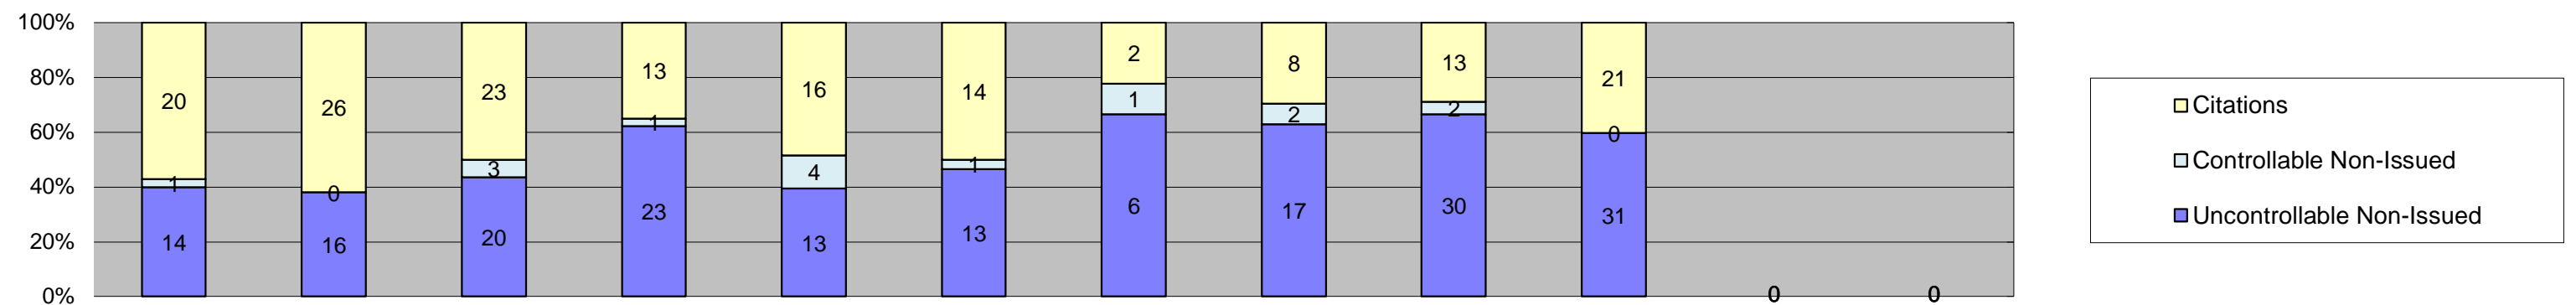 100%
80%
60%
40%
20%
0%
20 26 23 13 16 14 2 8 13 21
1 0 3 1 4 1 1 2 2 0
14 16 20 23 13 13 6 17 30 31 0 0
Citations
Controllable Non-Issued
Uncontrollable Non-Issued